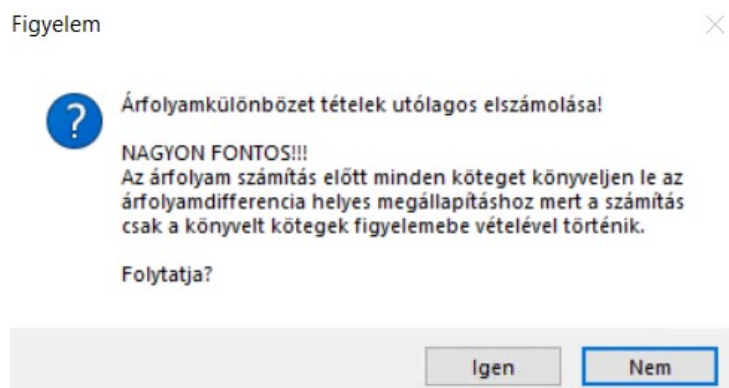 Figyelem
Árfolyamkülönbözet tételek utólagos elszámolása!
NAGYON FONTOS!!!
Az árfolyam számítás előtt minden köteget könyveljen le az
árfolyamdifferencia helyes megállapításhoz mert a számítás
csak a könyvelt kötegek figyelemebe vételével történik.
Folytatja?
Igen
Nem